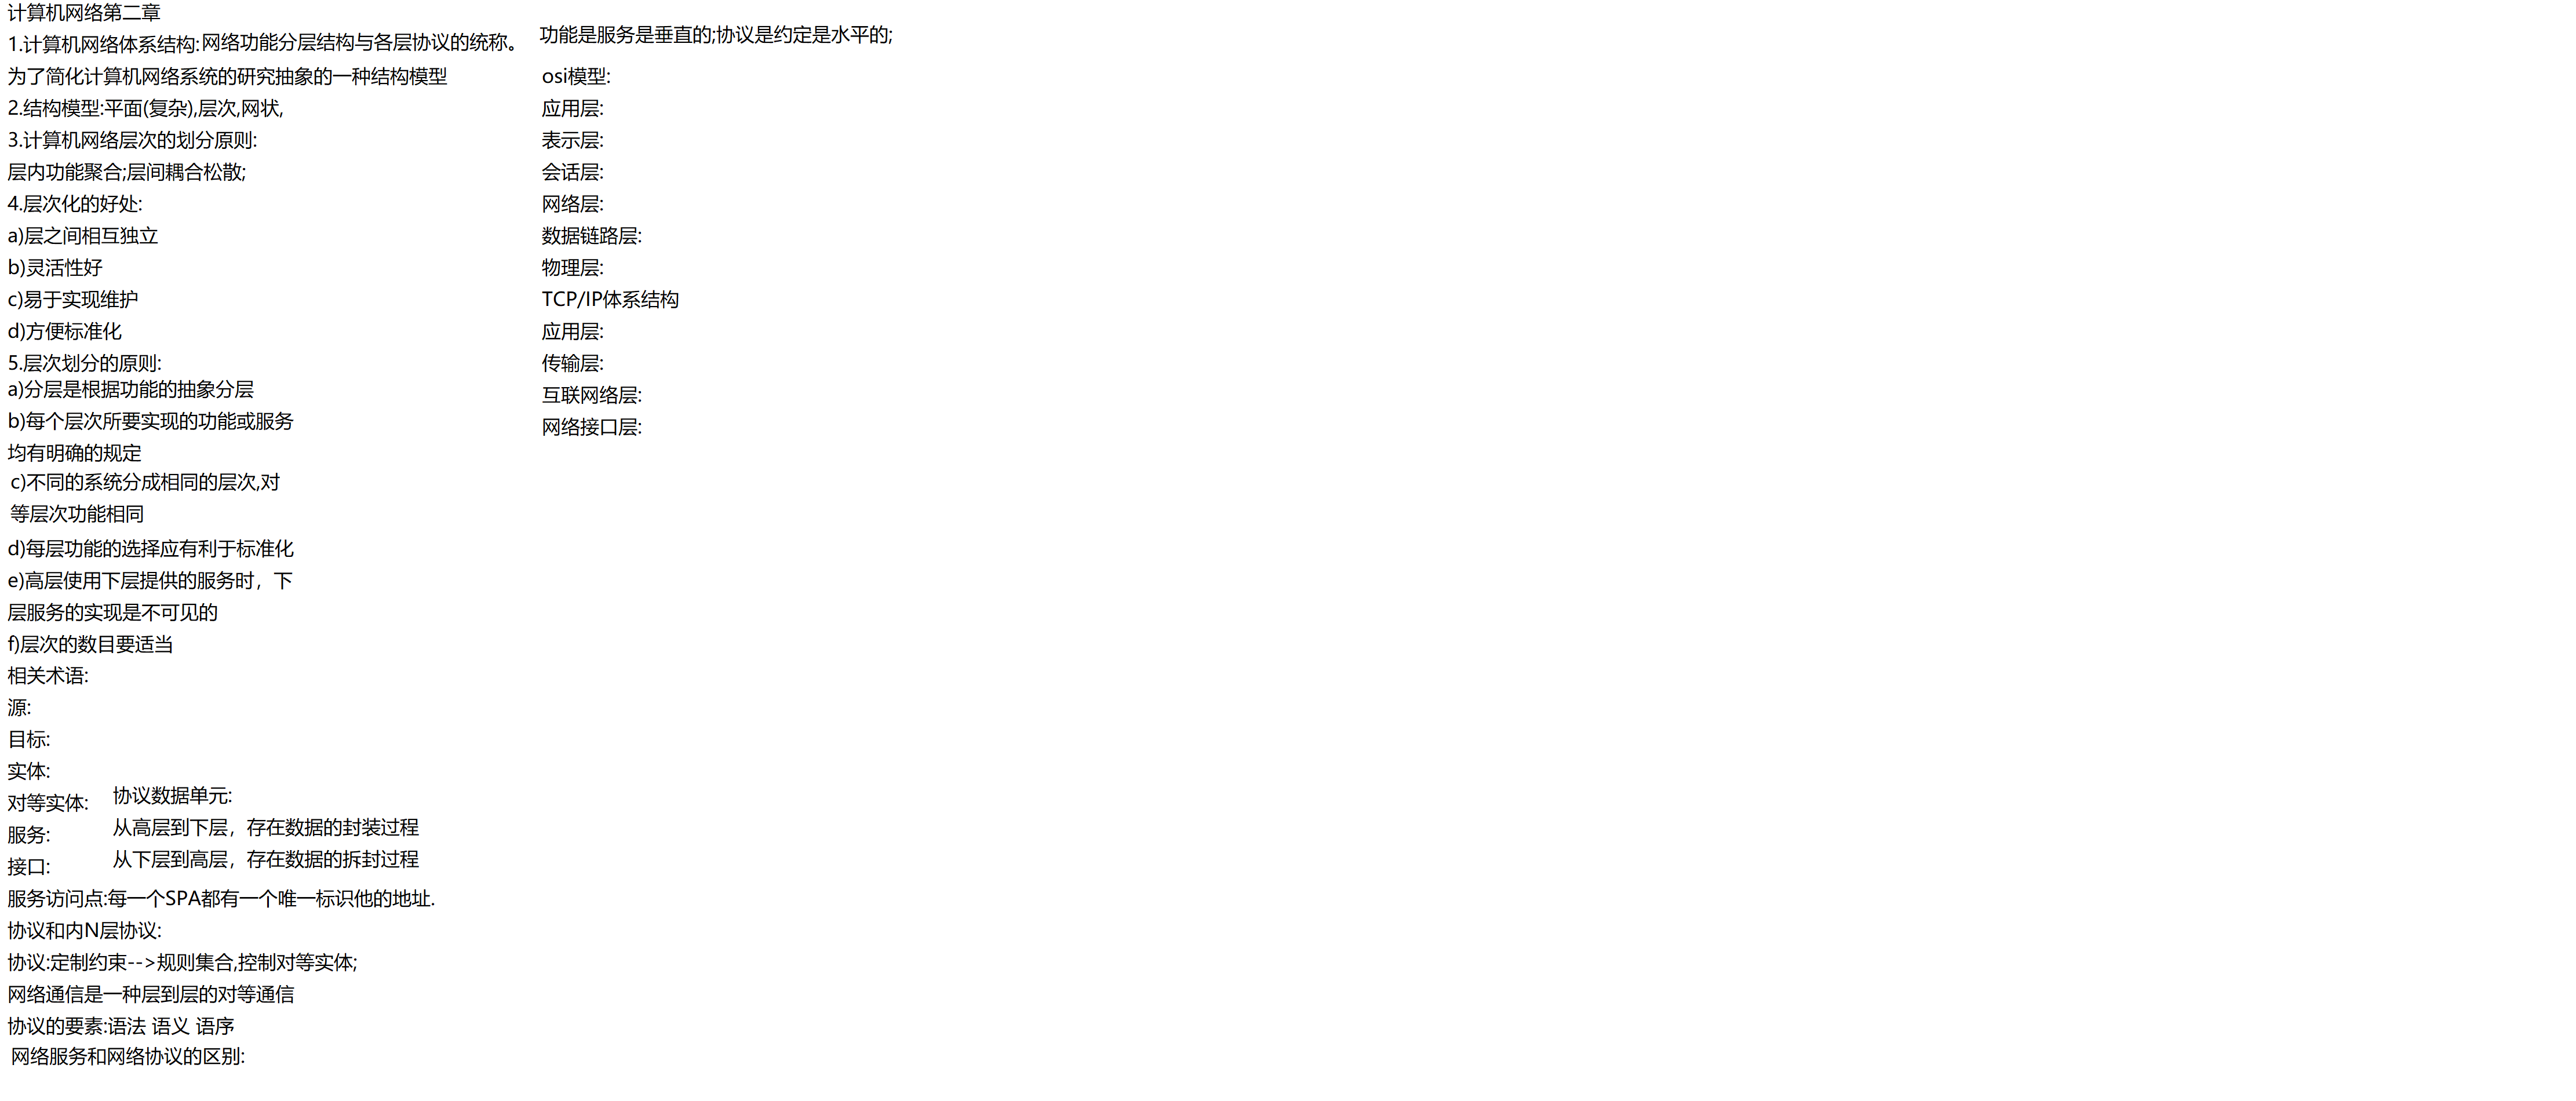 计算机网络第二章
1.计算机网络体系结构:网络功能分层结构与各层协议的统称。
为了简化计算机网络系统的研究抽象的一种结构模型
2.结构模型:平面(复杂),层次,网状,
3.计算机网络层次的划分原则:
层内功能聚合;层间耦合松散;
4.层次化的好处:
a)层之间相互独立
b)灵活性好
c)易于实现维护
d)方便标准化
5.层次划分的原则:
a)分层是根据功能的抽象分层
b)每个层次所要实现的功能或服务
均有明确的规定
c)不同的系统分成相同的层次,对
等层次功能相同
d)每层功能的选择应有利于标准化
e)高层使用下层提供的服务时，下
层服务的实现是不可见的
f)层次的数目要适当
相关术语:
源:
目标:
实体:
对等实体:
服务:
接口:
协议数据单元:
从高层到下层，存在数据的封装过程
从下层到高层，存在数据的拆封过程
服务访问点:每一个SPA都有一个唯一标识他的地址.
协议和内N层协议:
协议:定制约束-->规则集合,控制对等实体;
网络通信是一种层到层的对等通信
协议的要素:语法 语义 语序
网络服务和网络协议的区别:
功能是服务是垂直的;协议是约定是水平的;
osi模型:
应用层:
表示层:
会话层:
网络层:
数据链路层:
物理层:
TCP/IP体系结构
应用层:
传输层:
互联网络层:
网络接口层: